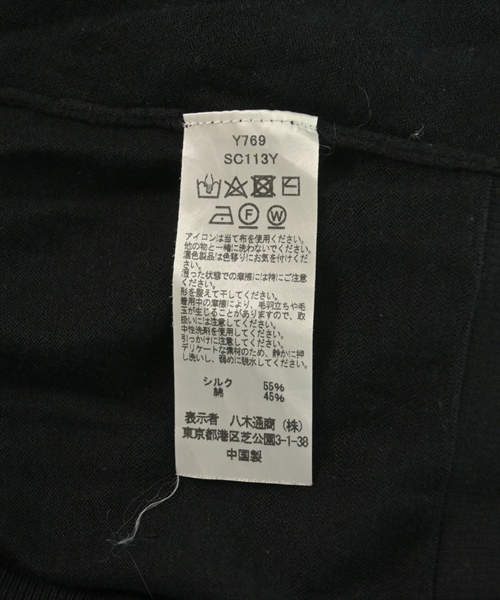 Y769
SC113Y
F W
アイコンは当て布を使用ください。
他の物と一緒に洗わないでください。
濃色製品は色移りにお気を付けくださ
い。
湿った状態での摩擦には特にご注意
ください。
形を整えて干してください。
着用中の摩擦により、毛羽立ちや毛
玉が生じることがありますので、取
扱いには注意してください。
中性洗剤を使用してください。
引っかけに注意してください。
デリケートな素材のため、静かに押
し洗いし、弱めに脱水してください。
シルク 55%
綿 45%
表示者 八木通商(株)
東京都港区芝公園3-1-38
中国製